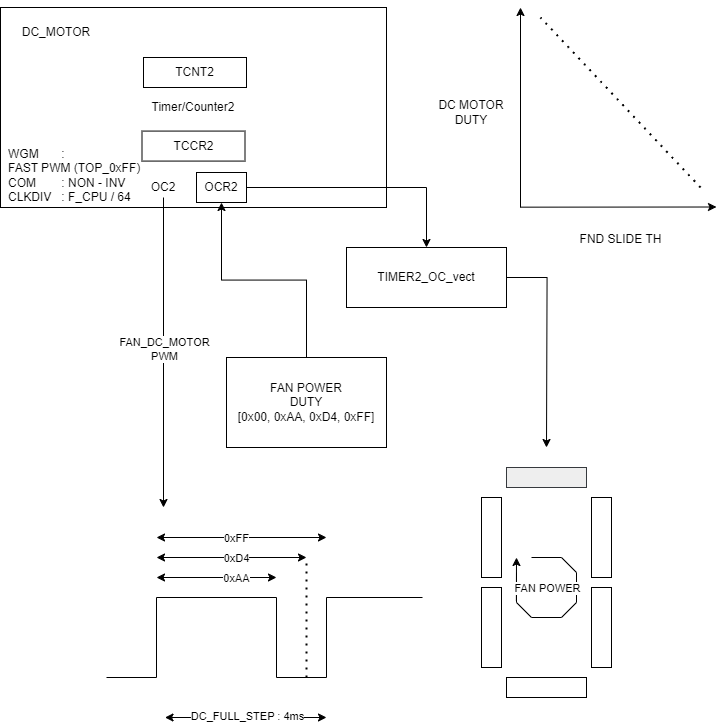 DC_MOTOR
TCNT2
Timer/Counter2
TCCR2
WGM :
FAST PWM (TOP_0xFF)
COM : NON - INV
CLKDIV : F_CPU / 64
OC2
OCR2
DC MOTOR
DUTY
FND SLIDE TH
TIMER2_OC_vect
FAN_DC_MOTOR
PWM
FAN POWER
DUTY
[0x00, 0xAA, 0xD4, 0xFF]
0xFF
0xD4
0xAA
DC_FULL_STEP : 4ms
FAN POWER